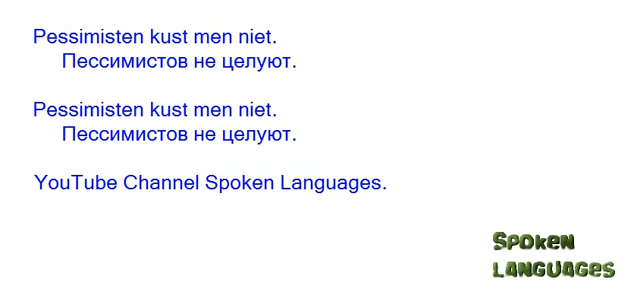 Pessimisten kust men niet.
Пессимистов не целуют.
Pessimisten kust men niet.
Пессимистов не целуют.
YouTube Channel Spoken Languages.
Spoken
Languages